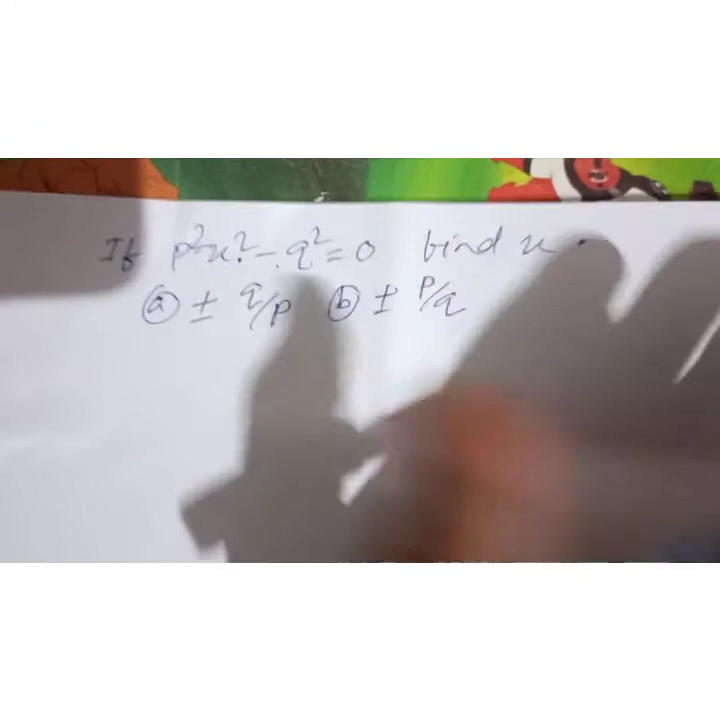 If p²x² - q² = 0 find x.
ⓐ ± q/p ⓑ ± p/q